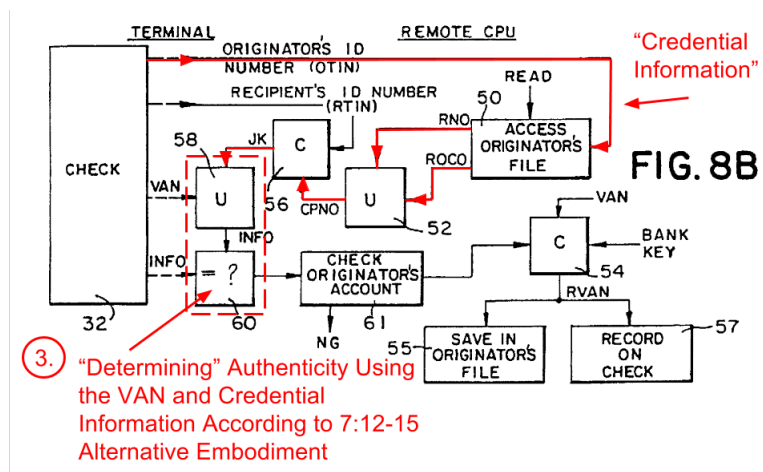 TERMINAL
REMOTE CPU
ORIGINATOR'S ID
NUMBER (OTIN)
"Credential
Information"
RECIPIENT'S ID NUMBER
(RTIN)
READ
50
RNO
ACCESS
ORIGINATOR'S
FILE
ROCO
58
JK
C
56
CPNO
U
52
FIG. 8B
CHECK
VAN
U
INFO
VAN
C
54
BANK
KEY
INFO
= ?
60
CHECK
ORIGINATOR'S
ACCOUNT
61
NG
RVAN
32
55
SAVE IN
ORIGINATOR'S
FILE
RECORD
ON
CHECK
57
3.
"Determining" Authenticity Using
the VAN and Credential
Information According to 7:12-15
Alternative Embodiment